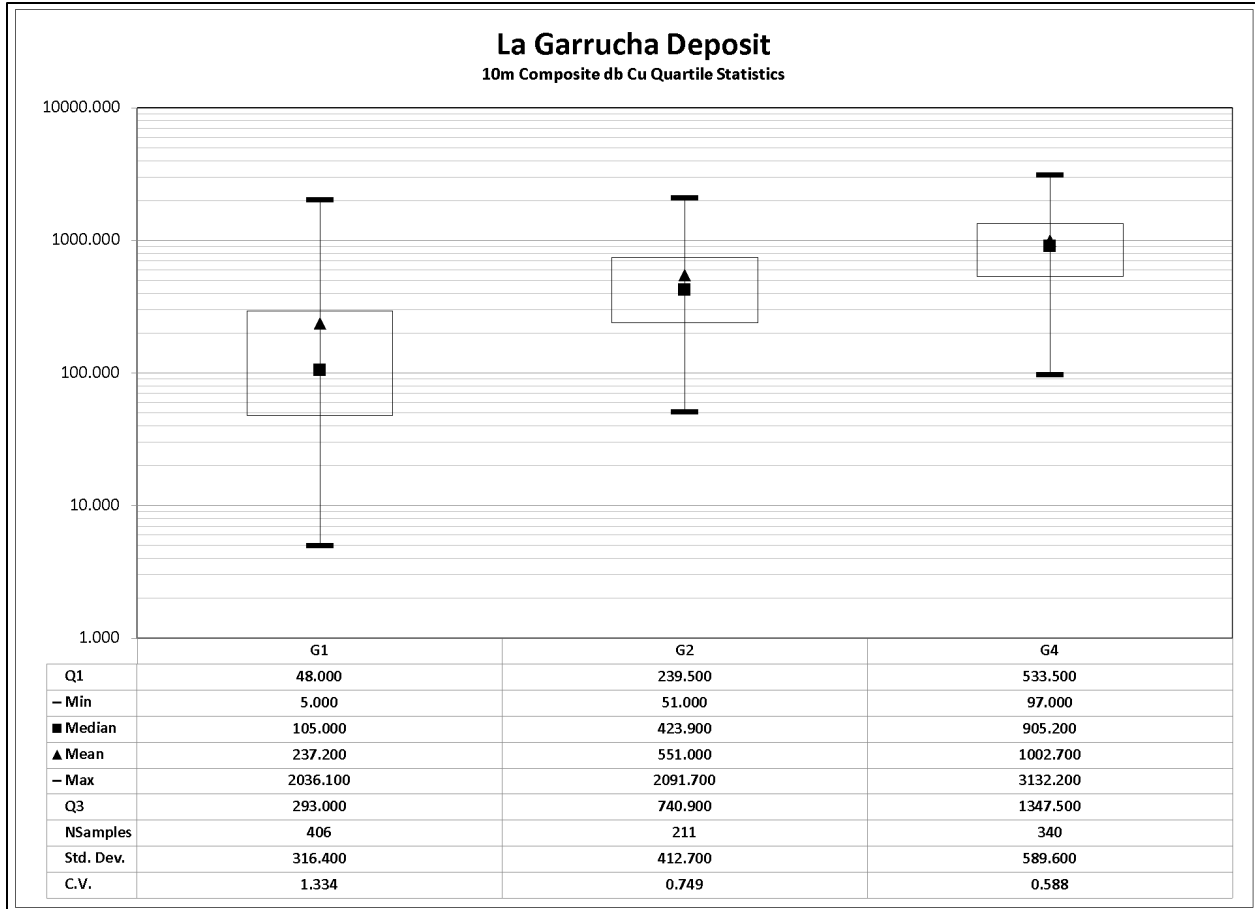 La Garrucha Deposit
10m Composite db Cu Quartile Statistics
10000.000
1000.000
100.000
10.000
1.000
G1 G2 G4
Q1 48.000 239.500 533.500
– Min 5.000 51.000 97.000
■ Median 105.000 423.900 905.200
▲ Mean 237.200 551.000 1002.700
– Max 2036.100 2091.700 3132.200
Q3 293.000 740.900 1347.500
NSamples 406 211 340
Std. Dev. 316.400 412.700 589.600
C.V. 1.334 0.749 0.588